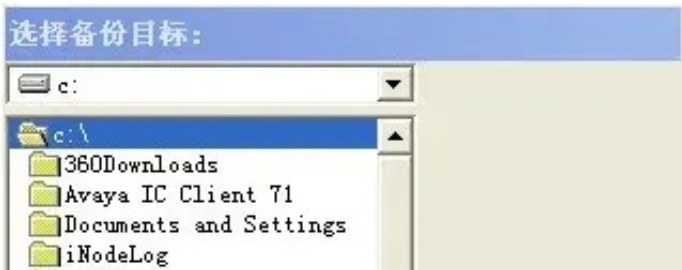 选择备份目标:
c:
c:\
360Downloads
Avaya IC Client 71
Documents and Settings
iNodeLog